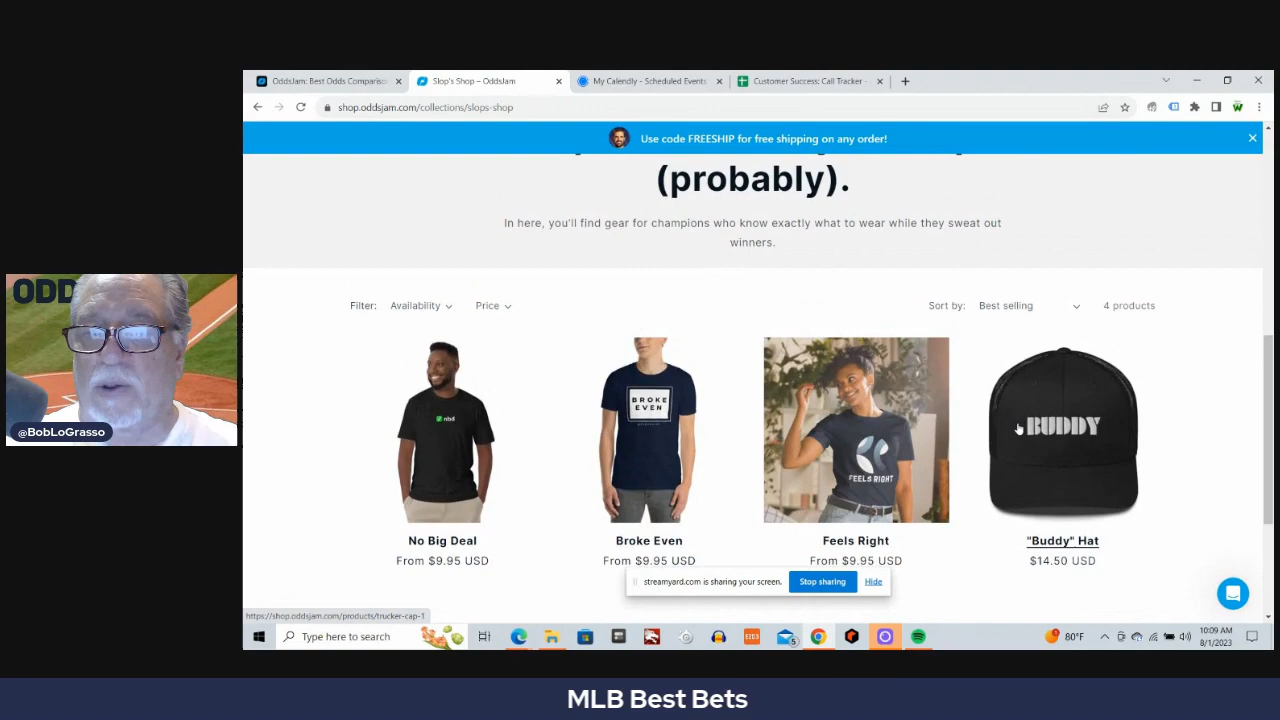 OddsJam: Best Odds Comparison
Slop's Shop – OddsJam
My Calendly - Scheduled Events
Customer Success: Call Tracker -
shop.oddsjam.com/collections/slops-shop
Use code FREESHIP for free shipping on any order!
(probably).
In here, you'll find gear for champions who know exactly what to wear while they sweat out
winners.
Filter: Availability Price
Sort by: Best selling 4 products
ODD
@BobLoGrasso
nbd
BROKE
EVEN
FEELS RIGHT
BUDDY
No Big Deal
Broke Even
Feels Right
"Buddy" Hat
From $9.95 USD
From $9.95 USD
From $9.95 USD
$14.50 USD
streamyard.com is sharing your screen.
Stop sharing
Hide
https://shop.oddsjam.com/products/trucker-cap-1
Type here to search
5
80°F
10:09 AM
8/1/2023
MLB Best Bets